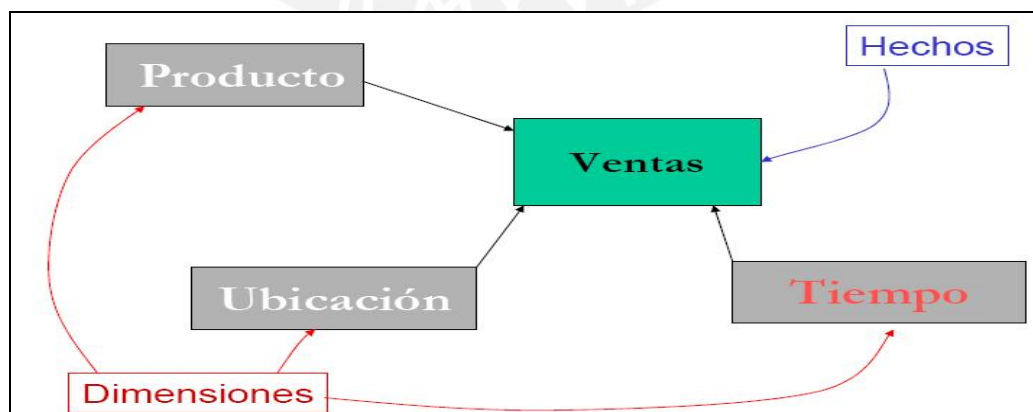 Hechos
Producto
Ventas
Ubicación
Tiempo
Dimensiones